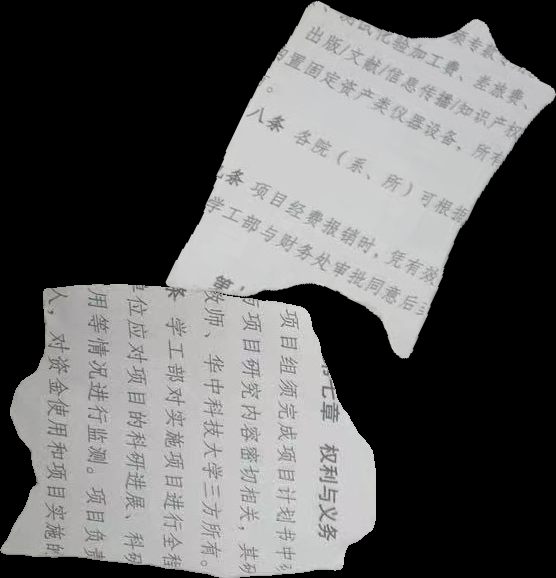 测试化验加工费、差旅费、
出版/文献/信息传播/知识产权
置固定资产类仪器设备,所有
八条 各院(系、所)可根据
条 项目经费报销时,凭有效
学工部与财务处审批同意后
七章 权利与义务
项目组须完成项目计划书中
与项目研究内容密切相关,其研
教师、华中科技大学三方所有。
条 学工部对实施项目进行全程
位应对项目的科研进展、科研
用等情况进行监测。项目负责
人,对资金使用和项目实施的